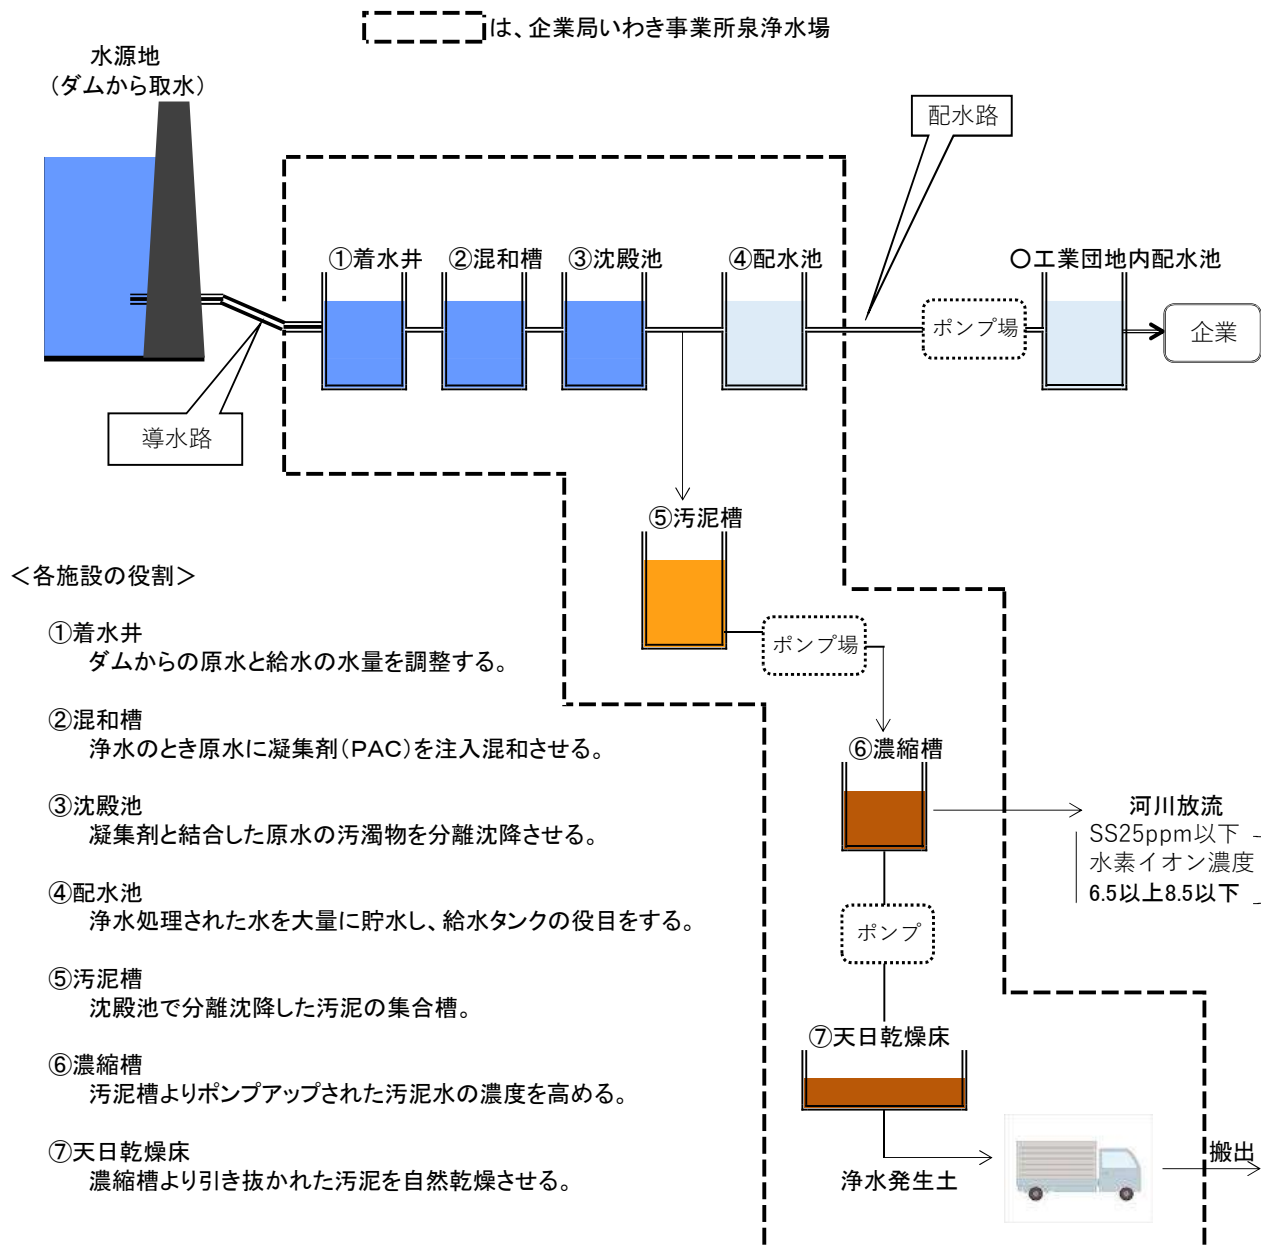 は、企業局いわき事業所泉浄水場
水源地
（ダムから取水）
配水路
①着水井
②混和槽
③沈殿池
④配水池
〇工業団地内配水池
ポンプ場
企業
導水路
⑤汚泥槽
ポンプ場
⑥濃縮槽
河川放流
SS25ppm以下
水素イオン濃度
6.5以上8.5以下
ポンプ
⑦天日乾燥床
浄水発生土
搬出
＜各施設の役割＞
①着水井
ダムからの原水と給水の水量を調整する。
②混和槽
浄水のとき原水に凝集剤（PAC）を注入混和させる。
③沈殿池
凝集剤と結合した原水の汚濁物を分離沈降させる。
④配水池
浄水処理された水を大量に貯水し、給水タンクの役目をする。
⑤汚泥槽
沈殿池で分離沈降した汚泥の集合槽。
⑥濃縮槽
汚泥槽よりポンプアップされた汚泥水の濃度を高める。
⑦天日乾燥床
濃縮槽より引き抜かれた汚泥を自然乾燥させる。